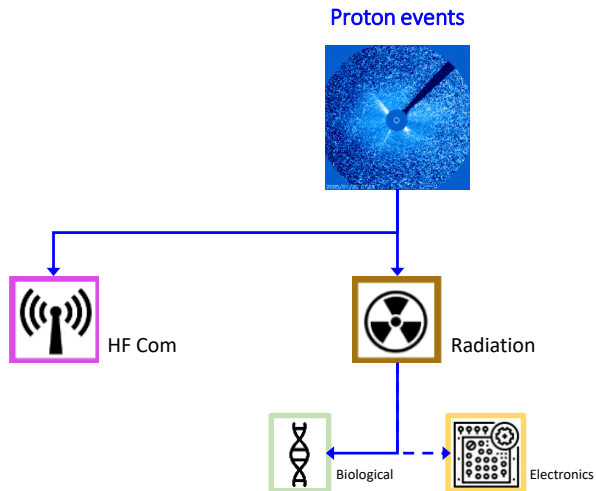 Proton events
HF Com
Radiation
Biological
Electronics